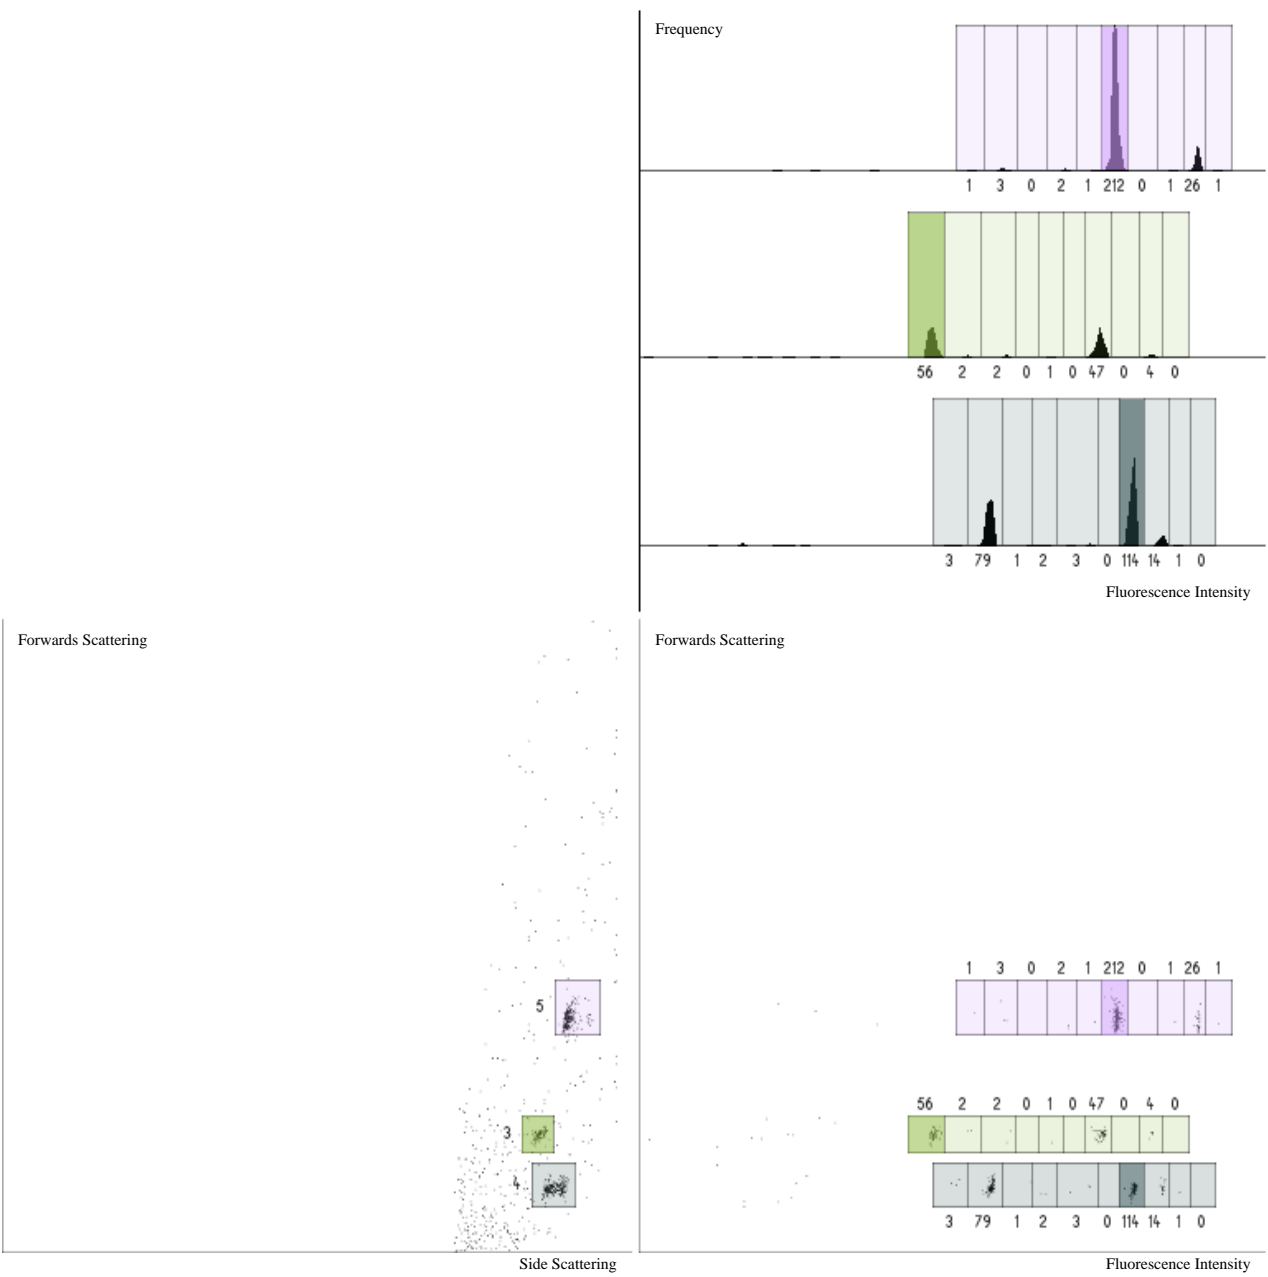 Frequency
1 3 0 2 1 212 0 1 26 1
56 2 2 0 1 0 47 0 4 0
3 79 1 2 3 0 114 14 1 0
Fluorescence Intensity
Forwards Scattering
5
3
4
Side Scattering
Forwards Scattering
1 3 0 2 1 212 0 1 26 1
56 2 2 0 1 0 47 0 4 0
3 79 1 2 3 0 114 14 1 0
Fluorescence Intensity